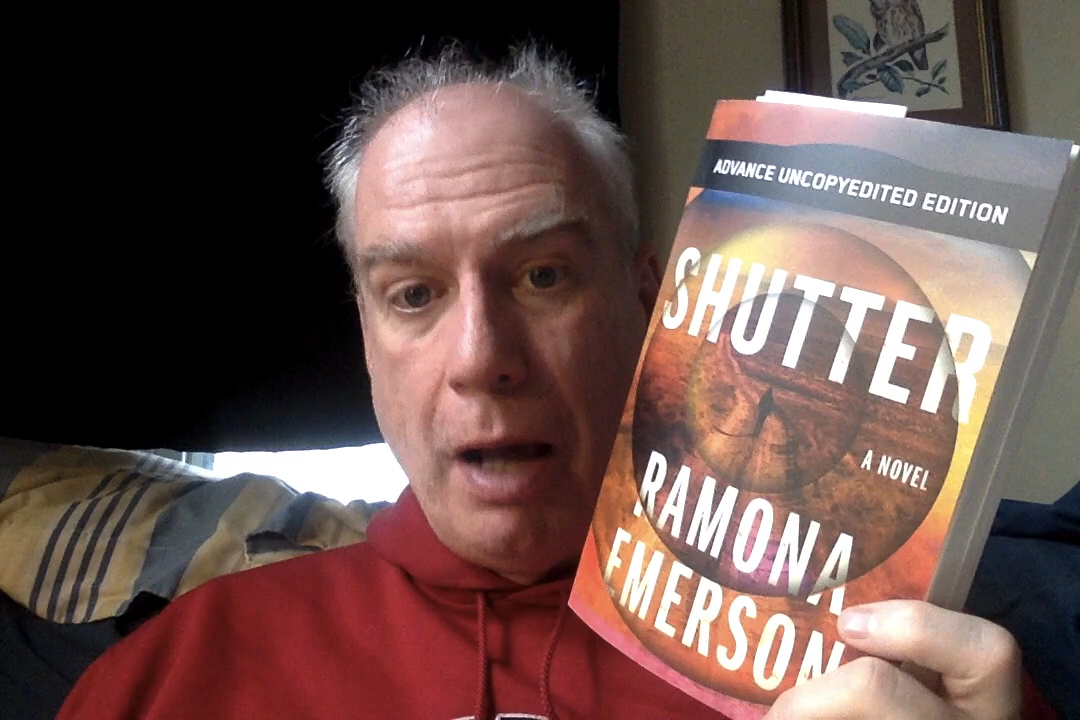 ADVANCE UNCOPYEDITED EDITION
SHUTTER
A NOVEL
RAMONA
EMERSON